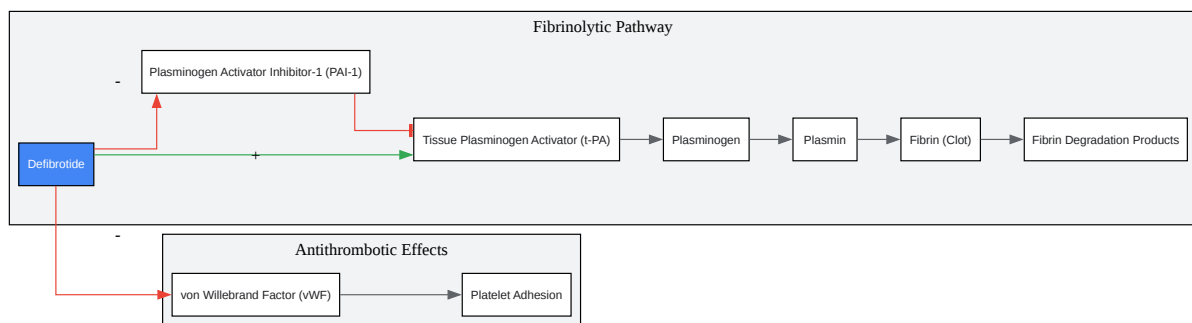 Fibrinolytic Pathway
Plasminogen Activator Inhibitor-1 (PAI-1)
-
Tissue Plasminogen Activator (t-PA)
Plasminogen
Plasmin
Fibrin (Clot)
Fibrin Degradation Products
+
Defibrotide
-
Antithrombotic Effects
von Willebrand Factor (vWF)
Platelet Adhesion